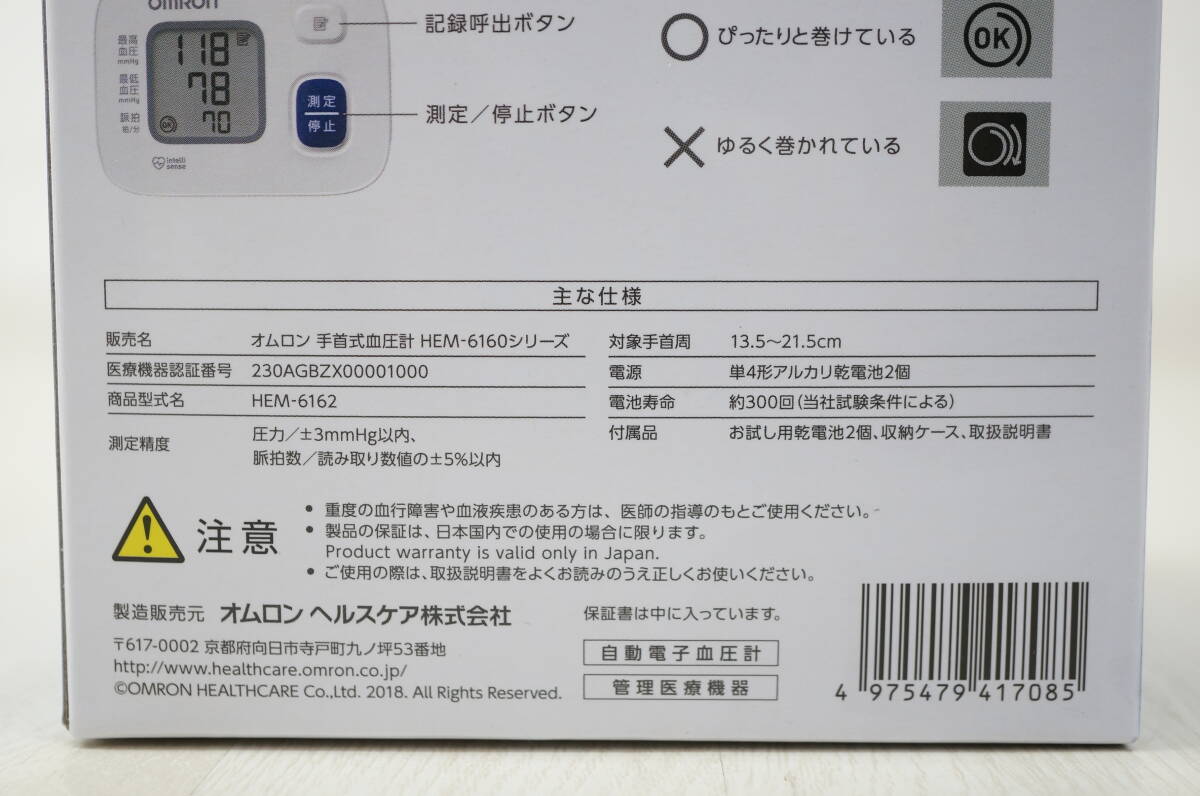 OMRON
最高
血圧
mmHg
118
最低
血圧
mmHg
78
脈拍
拍/分
OK
70
intelli
sense
測定
停止
記録呼出ボタン
測定／停止ボタン
ぴったりと巻けている
OK
ゆるく巻かれている
主な仕様
販売名 オムロン 手首式血圧計 HEM-6160シリーズ
医療機器認証番号 230AGBZX00001000
商品型式名 HEM-6162
測定精度 圧力／±3mmHg以内、
脈拍数／読み取り数値の±5%以内
対象手首周 13.5～21.5cm
電源 単4形アルカリ乾電池2個
電池寿命 約300回（当社試験条件による）
付属品 お試し用乾電池2個、収納ケース、取扱説明書
注意
• 重度の血行障害や血液疾患のある方は、医師の指導のもとご使用ください。
• 製品の保証は、日本国内での使用の場合に限ります。
Product warranty is valid only in Japan.
• ご使用の際は、取扱説明書をよくお読みのうえ正しくお使いください。
製造販売元 オムロン ヘルスケア株式会社
〒617-0002 京都府向日市寺戸町九ノ坪53番地
http://www.healthcare.omron.co.jp/
©OMRON HEALTHCARE Co.,Ltd. 2018. All Rights Reserved.
保証書は中に入っています。
自動電子血圧計
管理医療機器
4 975479 417085